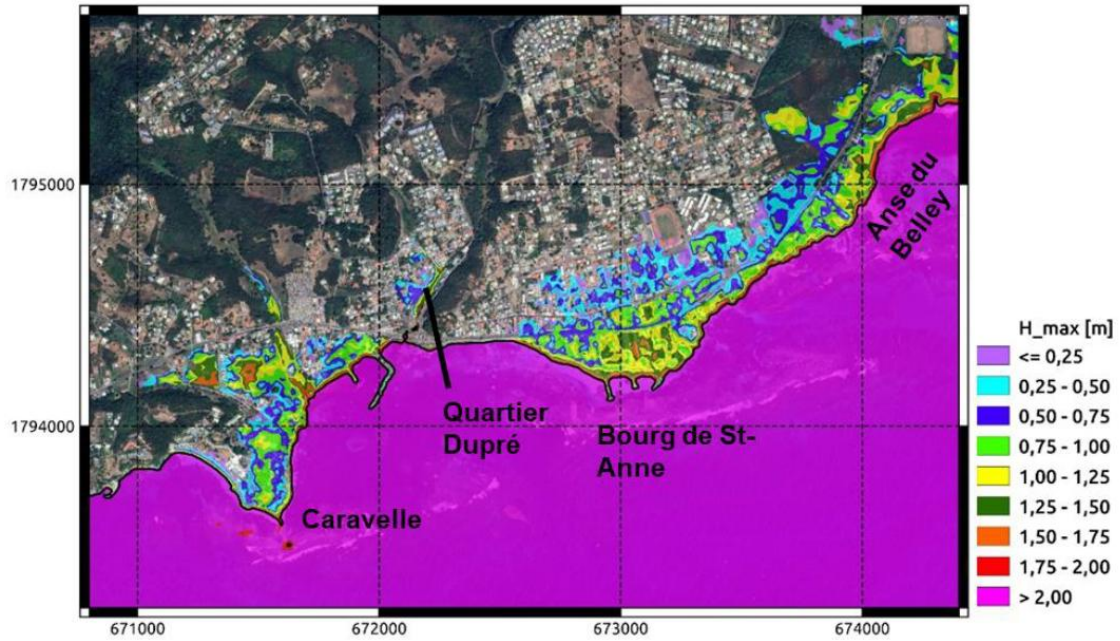 1795000
1794000
671000
672000
673000
674000
Anse du
Belley
Quartier
Dupré
Bourg de St-
Anne
Caravelle
H_max [m]
<= 0,25
0,25 - 0,50
0,50 - 0,75
0,75 - 1,00
1,00 - 1,25
1,25 - 1,50
1,50 - 1,75
1,75 - 2,00
> 2,00